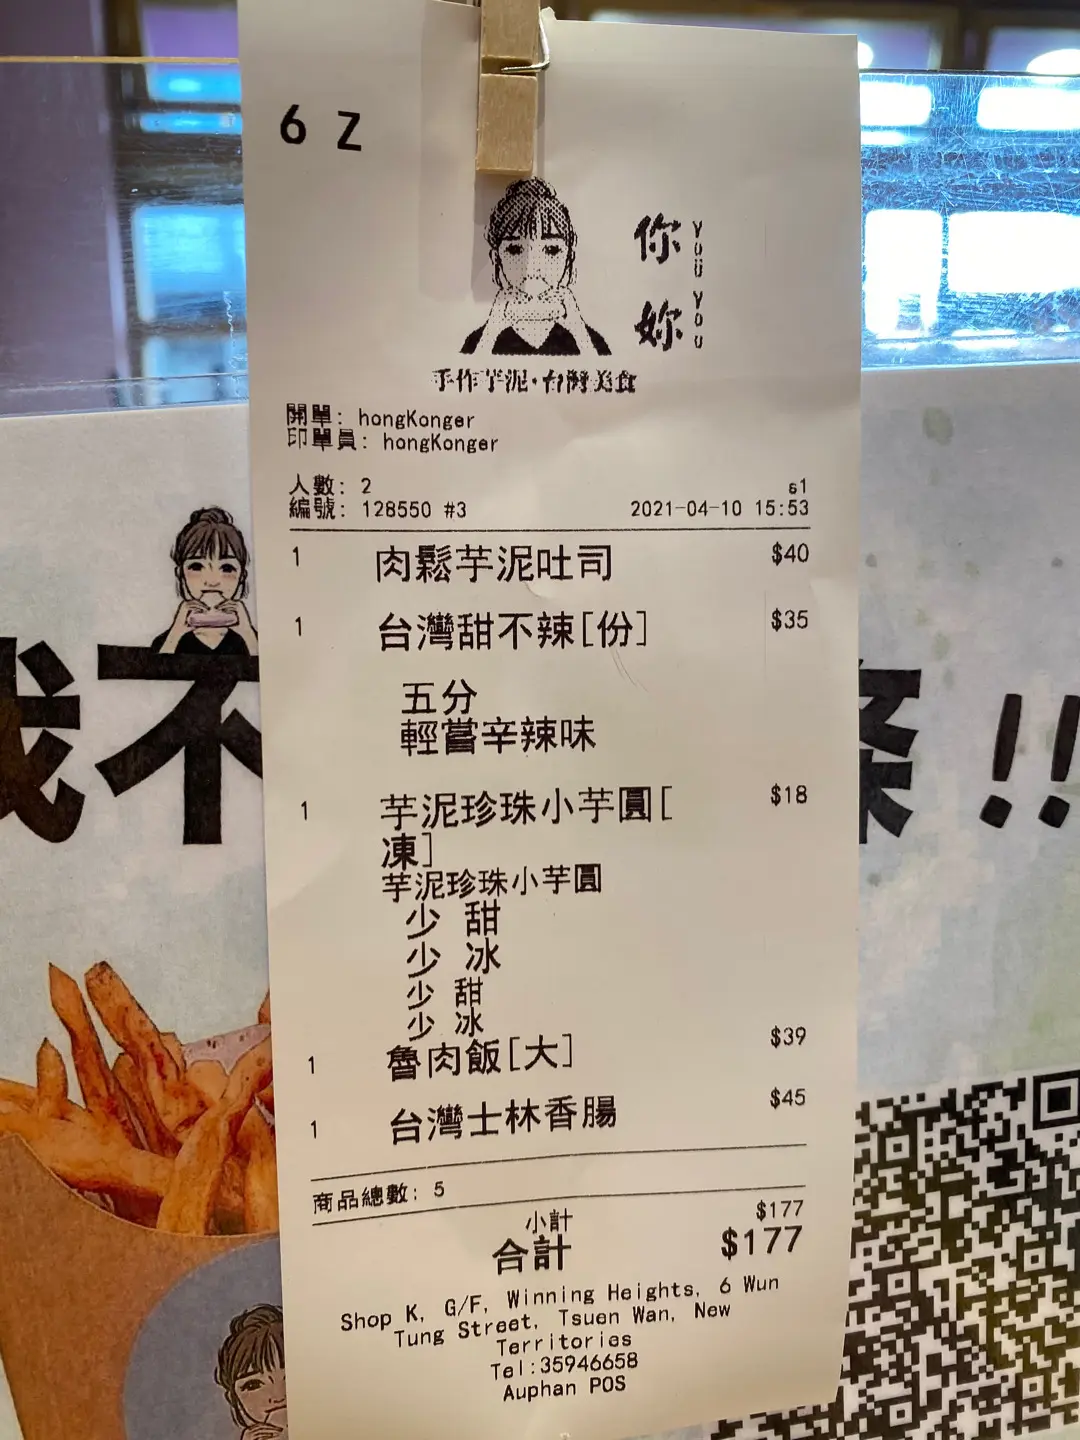 6 Z
你妳
YOU YOU
手作芋泥·台灣美食
開單: hongKonger
印單員: hongKonger
人數: 2
s1
編號: 128550 #3
2021-04-10 15:53
1 肉鬆芋泥吐司 $40
1 台灣甜不辣[份] $35
五分
輕嘗辛辣味
1 芋泥珍珠小芋圓[ $18
凍]
芋泥珍珠小芋圓
少 甜
少 冰
少 甜
少 冰
1 魯肉飯[大] $39
1 台灣士林香腸 $45
商品總數: 5
小計 $177
合計 $177
Shop K, G/F, Winning Heights, 6 Wun
Tung Street, Tsuen Wan, New
Territories
Tel:35946658
Auphan POS
我不
!!